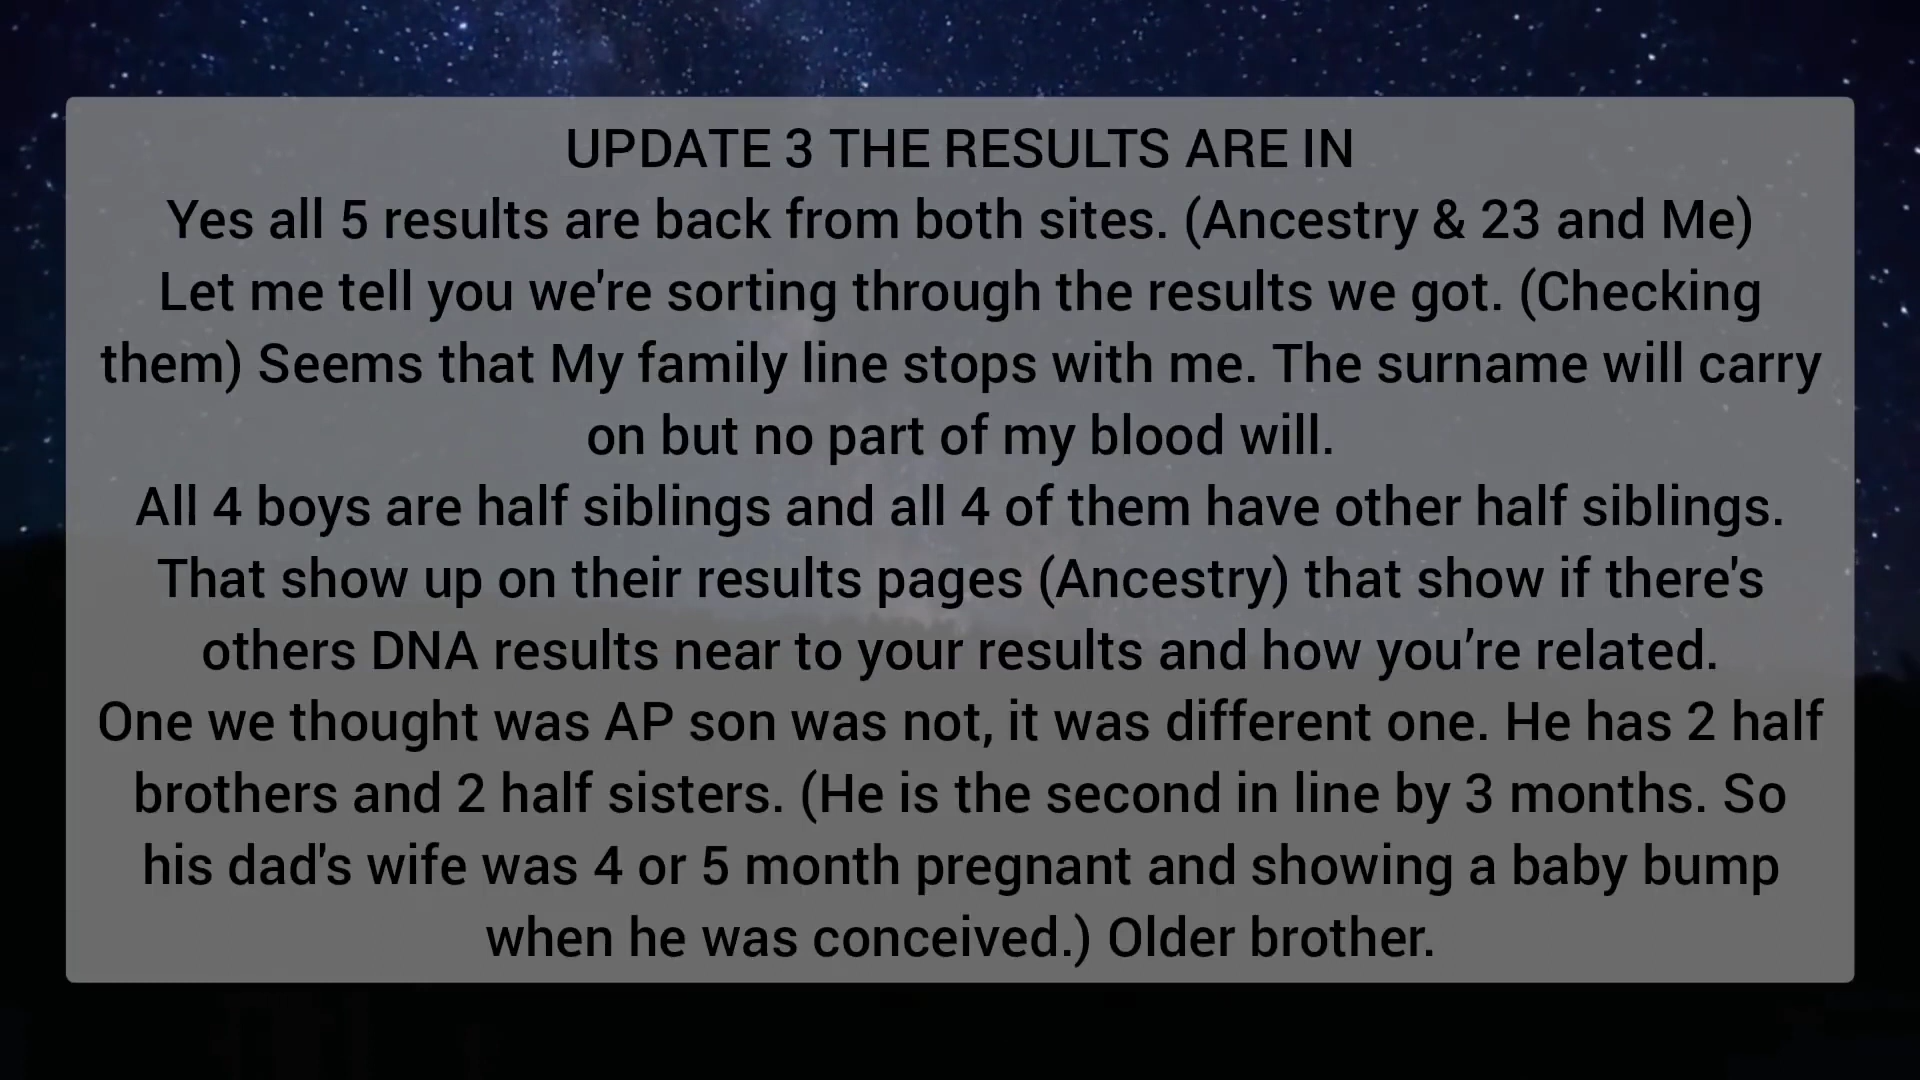 UPDATE 3 THE RESULTS ARE IN
Yes all 5 results are back from both sites. (Ancestry & 23 and Me)
Let me tell you we're sorting through the results we got. (Checking
them) Seems that My family line stops with me. The surname will carry
on but no part of my blood will.
All 4 boys are half siblings and all 4 of them have other half siblings.
That show up on their results pages (Ancestry) that show if there's
others DNA results near to your results and how you’re related.
One we thought was AP son was not, it was different one. He has 2 half
brothers and 2 half sisters. (He is the second in line by 3 months. So
his dad's wife was 4 or 5 month pregnant and showing a baby bump
when he was conceived.) Older brother.